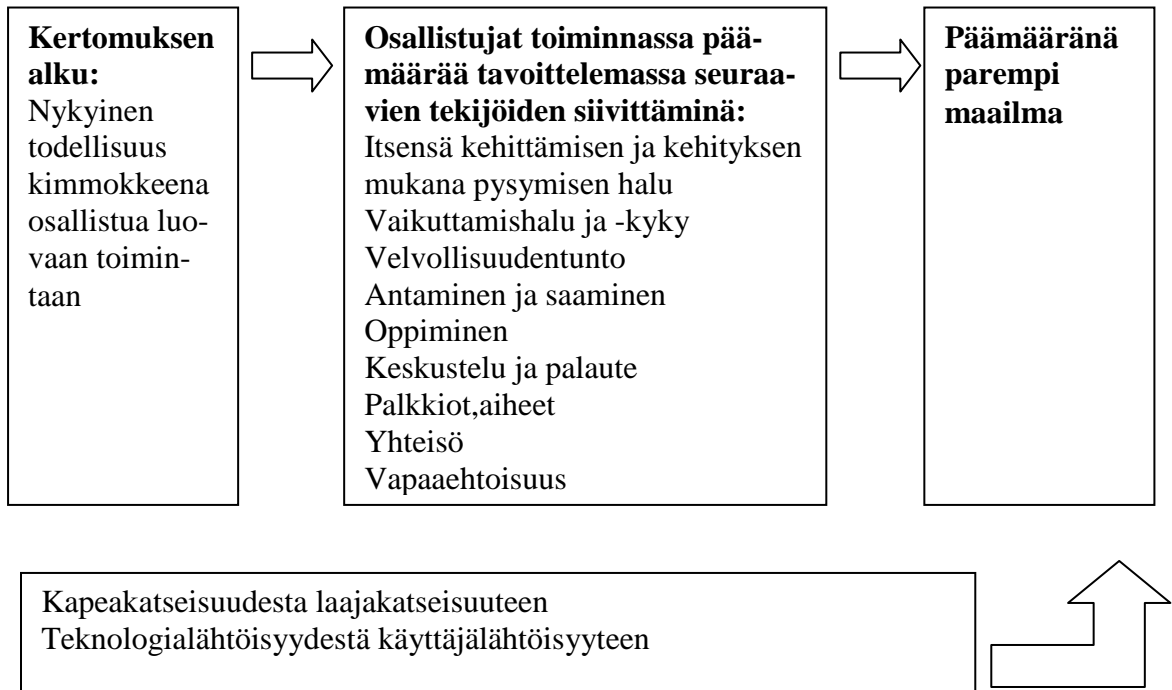 Kertomuksen
alku:
Nykyinen
todellisuus
kimmokkeena
osallistua luo-
vaan toimin-
taan
Osallistujat toiminnassa pää-
määrää tavoittelemassa seuraa-
vien tekijöiden siivittäminä:
Itsensä kehittämisen ja kehityksen
mukana pysymisen halu
Vaikuttamishalu ja -kyky
Velvollisuudentunto
Antaminen ja saaminen
Oppiminen
Keskustelu ja palaute
Palkkiot,aiheet
Yhteisö
Vapaaehtoisuus
Päämääränä
parempi
maailma
Kapeakatseisuudesta laajakatseisuuteen
Teknologialähtöisyydestä käyttäjälähtöisyyteen